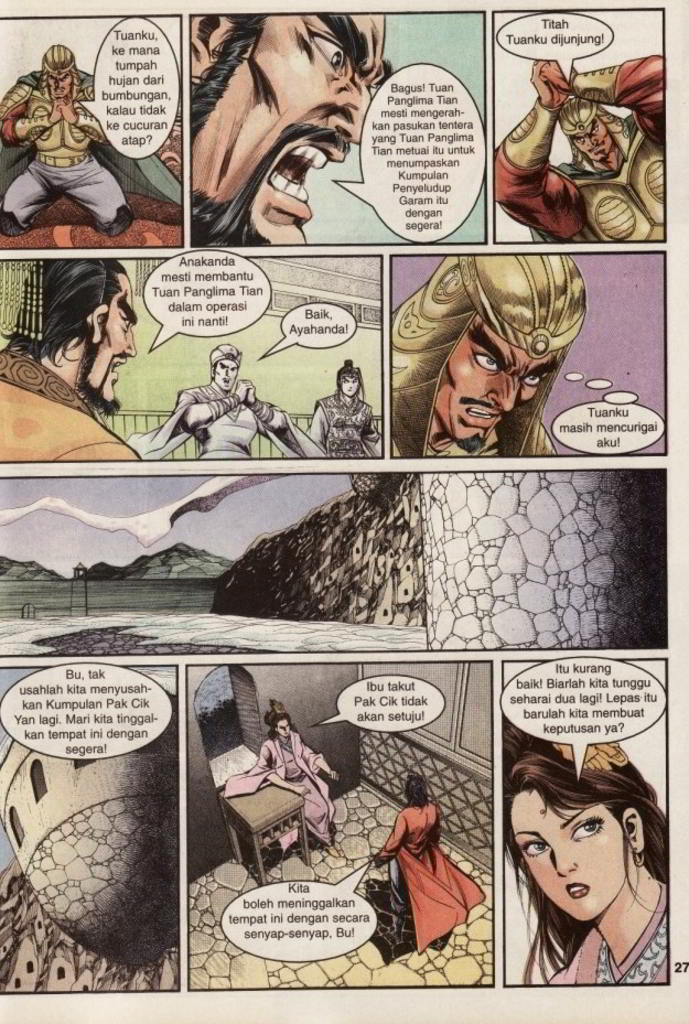 Tuanku,
ke mana
tumpah
hujan dari
bumbungan,
kalau tidak
ke cucuran
atap?
Bagus! Tuan
Panglima Tian
mesti mengerah-
kan pasukan tentera
yang Tuan Panglima
Tian metuai itu untuk
menumpaskan
Kumpulan
Penyeludup
Garam itu
dengan
segera!
Titah
Tuanku dijunjung!
Anakanda
mesti membantu
Tuan Panglima Tian
dalam operasi
ini nanti!
Baik,
Ayahanda!
Tuanku
masih mencurigai
aku!
Bu, tak
usahlah kita menyusah-
kan Kumpulan Pak Cik
Yan lagi. Mari kita tinggal-
kan tempat ini dengan
segera!
Ibu takut
Pak Cik tidak
akan setuju!
Kita
boleh meninggalkan
tempat ini dengan secara
senyap-senyap, Bu!
Itu kurang
baik! Biarlah kita tunggu
seharai dua lagi! Lepas itu
barulah kita membuat
keputusan ya?
27